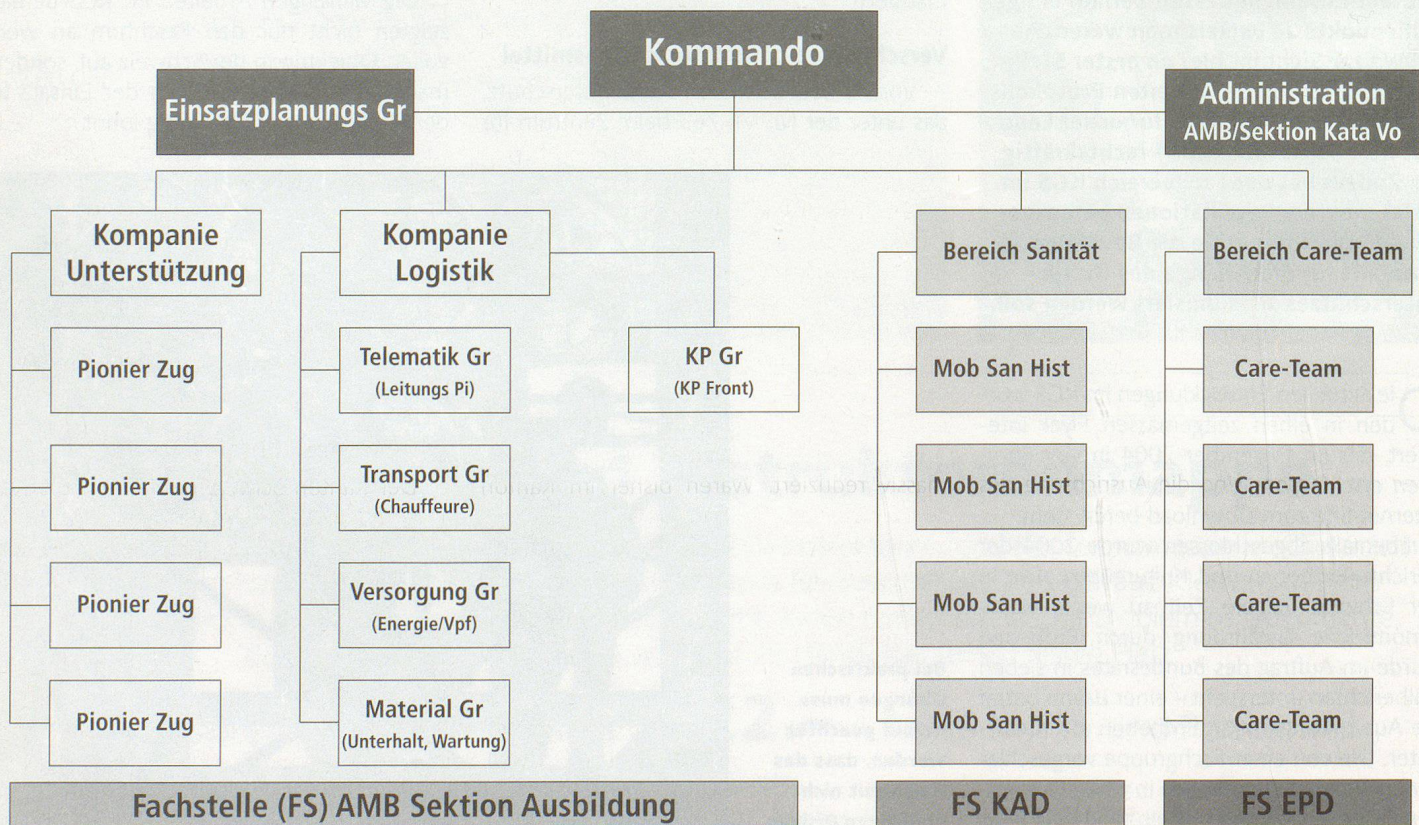 Kommando
Einsatzplanungs Gr
Administration
AMB/Sektion Kata Vo
Kompanie
Unterstützung
Pionier Zug
Pionier Zug
Pionier Zug
Pionier Zug
Kompanie
Logistik
Telematik Gr
(Leitungs Pi)
Transport Gr
(Chauffeure)
Versorgung Gr
(Energie/Vpf)
Material Gr
(Unterhalt, Wartung)
KP Gr
(KP Front)
Bereich Sanität
Mob San Hist
Mob San Hist
Mob San Hist
Mob San Hist
Bereich Care-Team
Care-Team
Care-Team
Care-Team
Care-Team
Fachstelle (FS) AMB Sektion Ausbildung
FS KAD
FS EPD